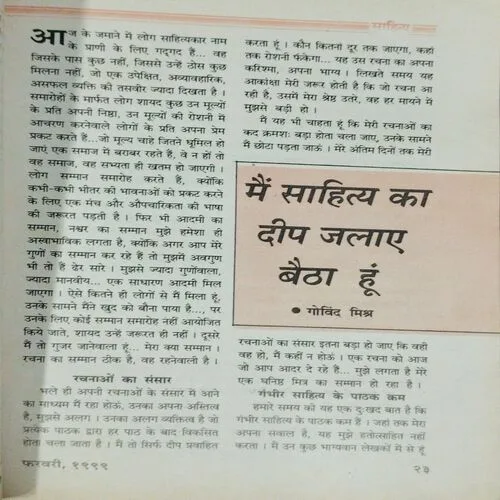 साहित्य
आज के जमाने में लोग साहित्यकार नाम
के प्राणी के लिए गद्गद हैं... वह
जिसके पास कुछ नहीं, जिससे उन्हें ठोस कुछ
मिलना नहीं, जो एक उपेक्षित, अव्यावहारिक,
असफल व्यक्ति की तसवीर ज्यादा दिखता है।
समारोहों के मार्फत लोग शायद कुछ उन मूल्यों
के प्रति अपनी निष्ठा, उन मूल्यों की रोशनी में
आचरण करनेवाले लोगों के प्रति अपना प्रेम
प्रकट करते हैं...जो मूल्य चाहे जितने धूमिल हो
जाएं एक समाज में बराबर रहते हैं, वे न हों तो
वह समाज, वह सभ्यता ही खतम हो जाएगी।
लोग सम्मान समारोह करते हैं, क्योंकि
कभी-कभी भीतर की भावनाओं को प्रकट करने
के लिए एक मंच और औपचारिकता की भाषा
की जरूरत पड़ती है। फिर भी आदमी का
सम्मान, नश्वर का सम्मान मुझे हमेशा ही
अस्वाभाविक लगता है, क्योंकि अगर आप मेरे
गुणों का सम्मान कर रहे हैं तो मुझमें अवगुण
भी तो हैं ढेर सारे। मुझसे ज्यादा गुणोंवाला,
ज्यादा मानवीय... एक साधारण आदमी मिल
जाएगा। ऐसे कितने ही लोगों से मैं मिला हूं,
उनके सामने मैंने खुद को बौना पाया है..., पर
उनके लिए कोई सम्मान समारोह नहीं आयोजित
किये जाते, शायद उन्हें जरूरत ही नहीं। दूसरे
मैं तो गुजर जानेवाला हूं... मेरा क्या सम्मान।
रचना का सम्मान ठीक है, वह रहनेवाली है।
रचनाओं का संसार
भले ही अपनी रचनाओं के संसार में आने
का माध्यम मैं रहा होऊं, उनका अपना अस्तित्व
है, मुझसे अलग। उनका अलग व्यक्तित्व है जो
प्रत्येक पाठक द्वारा हर पाठ के बाद विकसित
होता चला जाता है। मैं तो सिर्फ दीप प्रवाहित
करता हूं। कौन कितनी दूर तक जाएगा, कहां
तक रोशनी फेंकेगा... यह उस रचना का अपना
करिश्मा, अपना भाग्य। लिखते समय यह
आकांक्षा मेरी जरूर होती है कि जो रचना आ
रही है, उसमें मेरा श्रेष्ठ उतरे, वह हर मायने में
मुझसे बड़ी हो।
मैं यह भी चाहता हूं कि मेरी रचनाओं का
कद क्रमशः बड़ा होता चला जाए, उनके सामने
मैं छोटा पड़ता जाऊं। मेरे अंतिम दिनों तक मेरी
मैं साहित्य का
दीप जलाए
बैठा हूं
● गोविंद मिश्र
रचनाओं का संसार इतना बड़ा हो जाए कि वही
वह हो, मैं कहीं न होऊं। एक रचना को आज
जो आप आदर दे रहे हैं... मुझे लगता है मेरे
एक घनिष्ठ मित्र का सम्मान हो रहा है।
गंभीर साहित्य के पाठक क्रम
हमारे समय की यह एक दुःखद बात है कि
गंभीर साहित्य के पाठक कम हैं। जहां तक मेरा
अपना सवाल है, यह मुझे हतोत्साहित नहीं
करता। मैं उन कुछ भाग्यवान लेखकों में से हूं
फरवरी, १९९९
२३